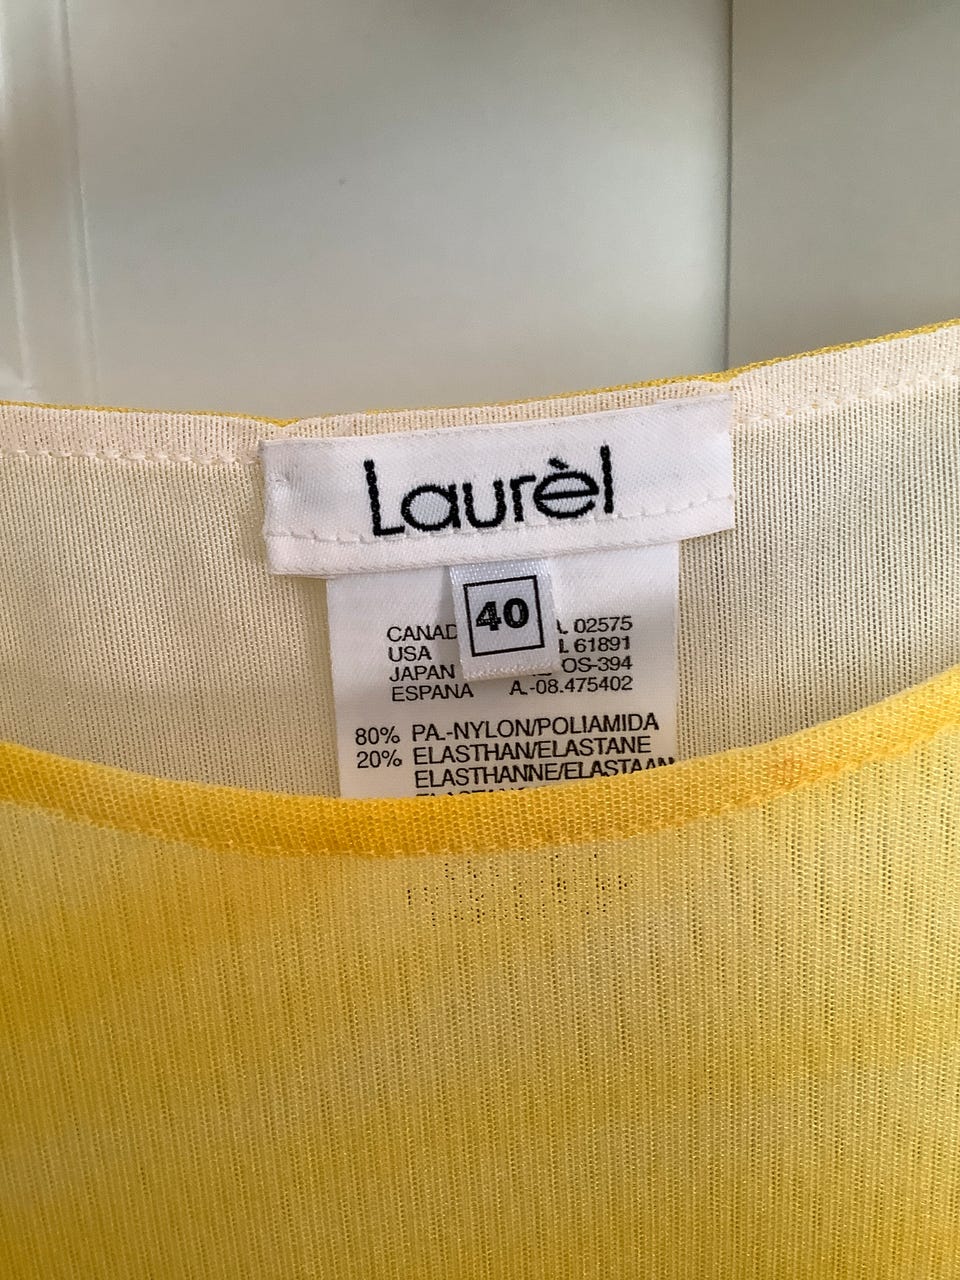 Laurèl
40
CANAD . 02575
USA L 61891
JAPAN OS-394
ESPANA A.-08.475402
80% PA.-NYLON/POLIAMIDA
20% ELASTHAN/ELASTANE
ELASTHANNE/ELASTAAN